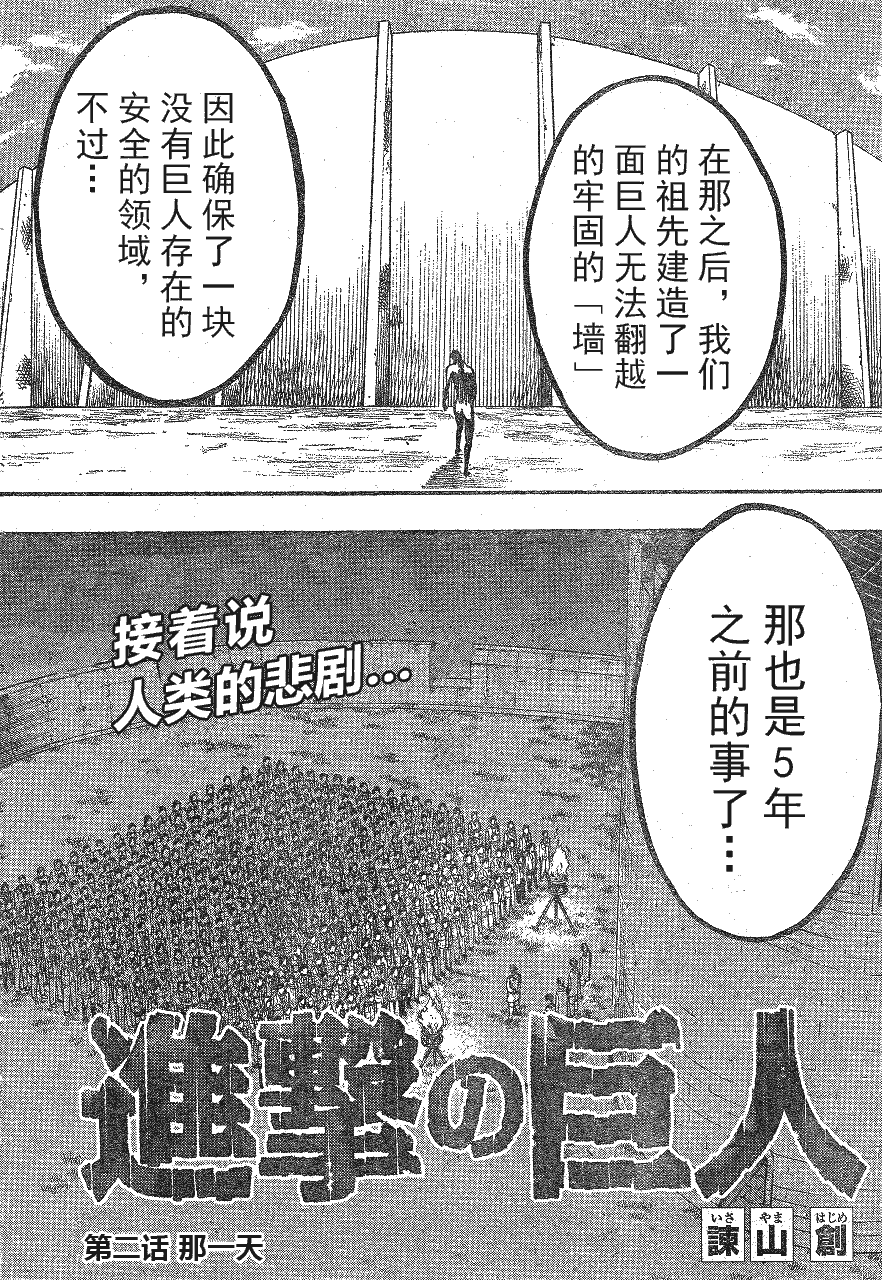 在那之后，我们
的祖先建造了一
面巨人无法翻越
的牢固的「墙」
因此确保了一块
没有巨人存在的
安全的领域，
不过…
那也是5年
之前的事了…
接着说
人类的悲剧…
進撃の巨人
第二话 那一天
いさ やま はじめ
諫山創